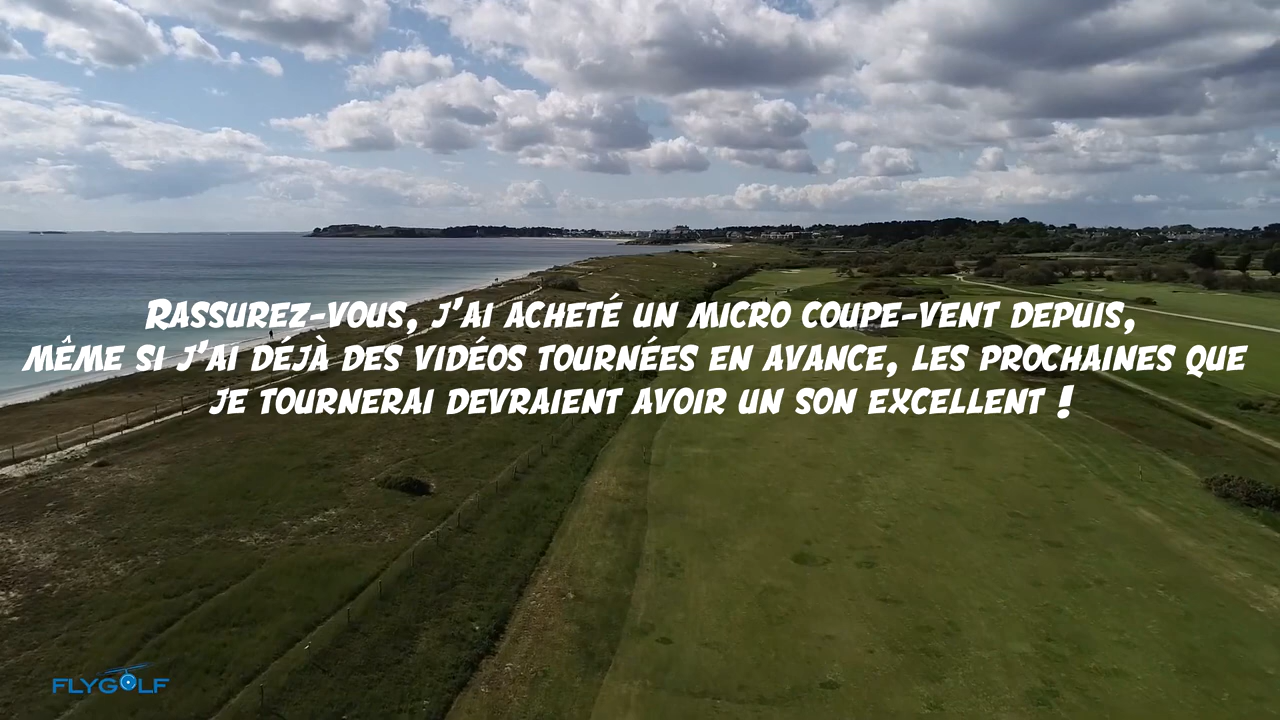 Rassurez-vous, j'ai acheté un micro coupe-vent depuis,
même si j'ai déjà des vidéos tournées en avance, les prochaines que
je tournerai devraient avoir un son excellent !
FLYGOLF